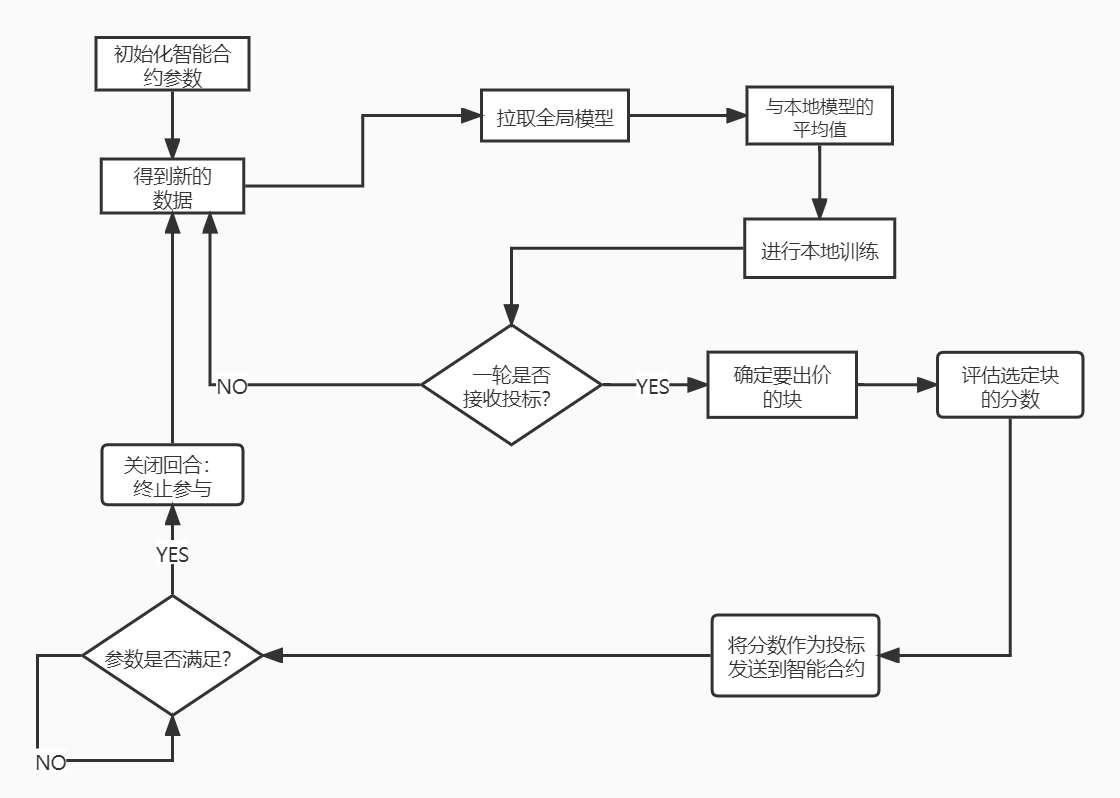 初始化智能合
约参数
得到新的
数据
拉取全局模型
与本地模型的
平均值
进行本地训练
一轮是否
接收投标?
NO
YES
确定要出价
的块
评估选定块
的分数
将分数作为投标
发送到智能合约
参数是否满足?
NO
YES
关闭回合：
终止参与